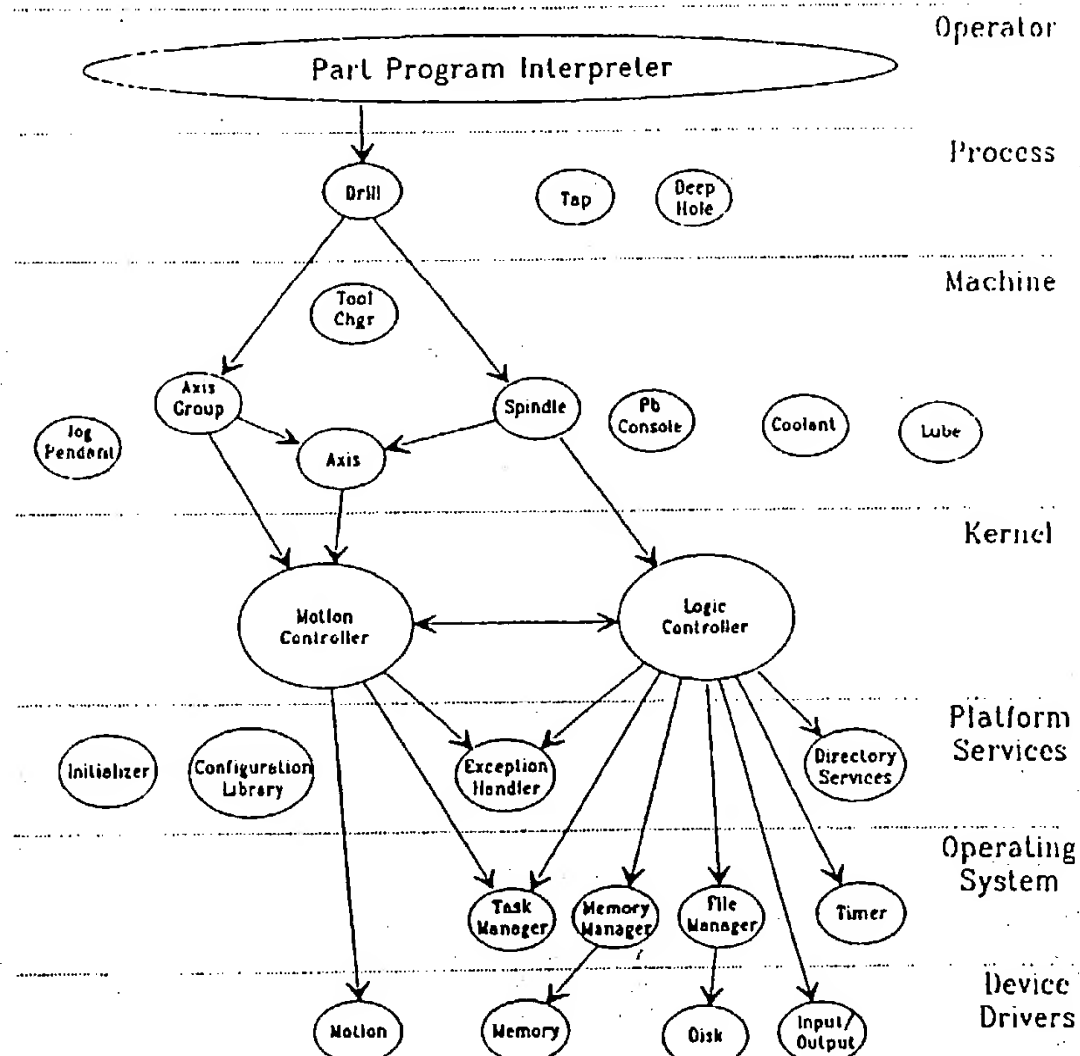 Operator
Part Program Interpreter
Process
Drill
Tap
Deep
Hole
Machine
Tool
Chgr
Axis
Group
Spindle
Pb
Console
Coolant
Lube
Jog
Pendant
Axis
Kernel
Motion
Controller
Logic
Controller
Platform
Services
Initializer
Configuration
Library
Exception
Handler
Directory
Services
Operating
System
Task
Manager
Memory
Manager
File
Manager
Timer
Device
Drivers
Motion
Memory
Disk
Input/
Output